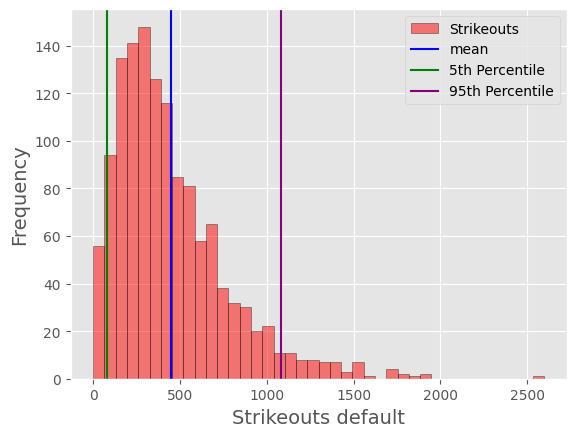 Strikeouts
mean
5th Percentile
95th Percentile
140
120
100
80
60
40
20
0
Frequency
0 500 1000 1500 2000 2500
Strikeouts default